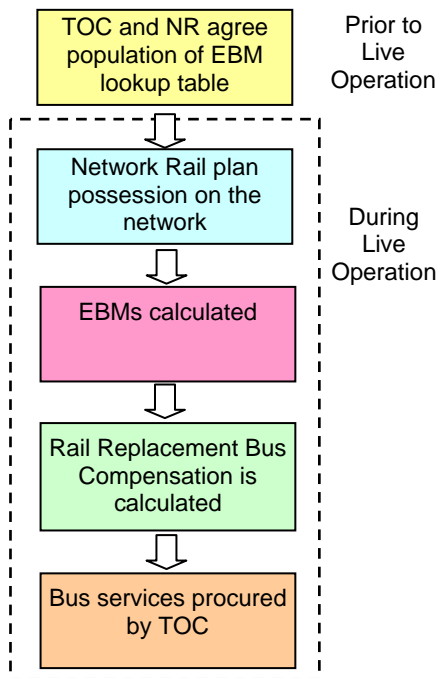 TOC and NR agree
population of EBM
lookup table
Prior to
Live
Operation
Network Rail plan
possession on the
network
During
Live
Operation
EBMs calculated
Rail Replacement Bus
Compensation is
calculated
Bus services procured
by TOC